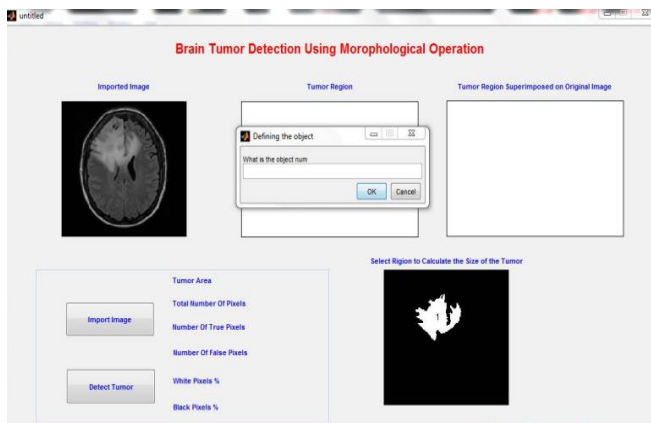 untitled
Brain Tumor Detection Using Morophological Operation
Imported Image
Tumor Region
Tumor Region Superimposed on Original Image
Defining the object
What is the object num
OK
Cancel
Select Rigion to Calculate the Size of the Tumor
1
Import Image
Detect Tumor
Tumor Area
Total Number Of Pixels
Number Of True Pixels
Number Of False Pixels
White Pixels %
Black Pixels %